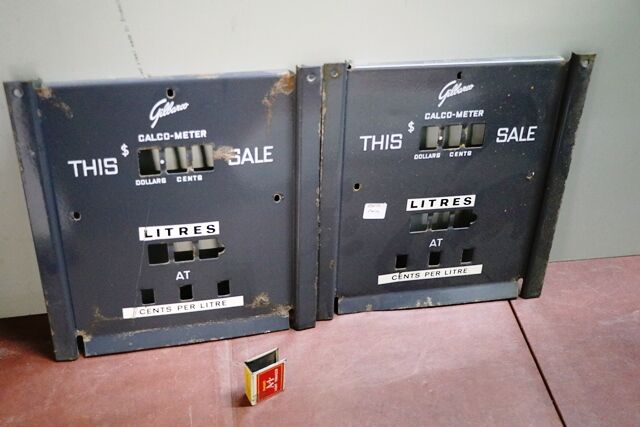 Gilbarco
CALCO-METER
THIS $ SALE
DOLLARS CENTS
LITRES
AT
CENTS PER LITRE
Gilbarco
CALCO-METER
THIS $ SALE
DOLLARS CENTS
LITRES
AT
CENTS PER LITRE